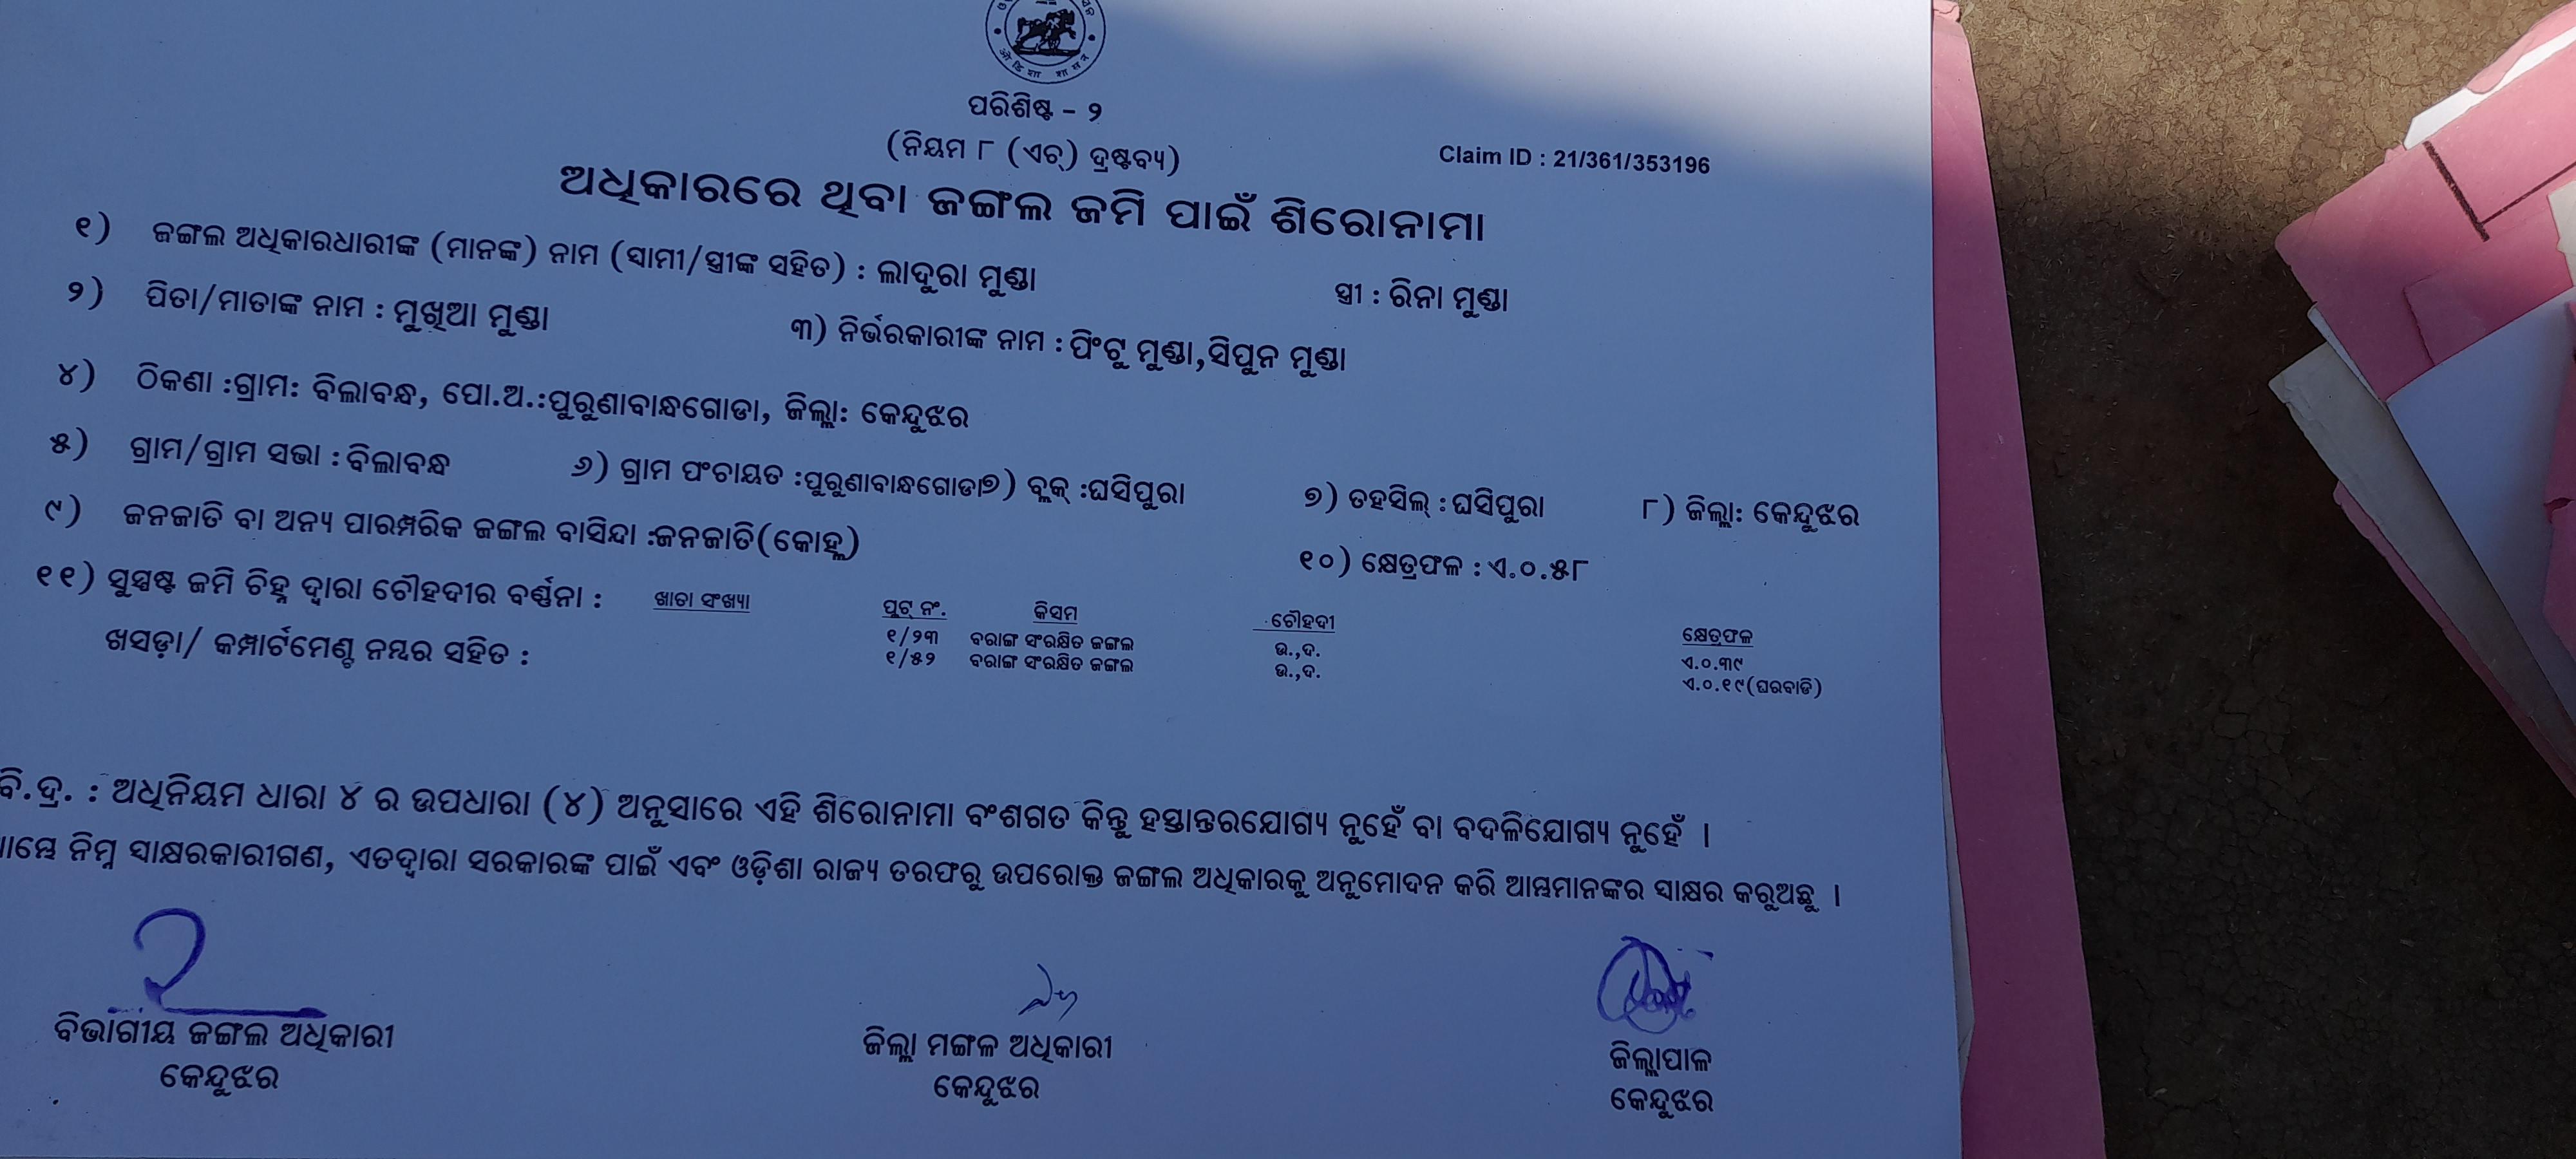 ଓ ସନ
ଓଡିଶା ଶାସନ
ପରିଶିଷ୍ଟ - ୨
(ନିୟମ ୮ (ଏଚ୍) ଦ୍ରଷ୍ଟବ୍ୟ)
Claim ID : 21/361/353196
ଅଧିକାରରେ ଥିବା ଜଙ୍ଗଲ ଜମି ପାଇଁ ଶିରୋନାମା
୧) ଜଙ୍ଗଲ ଅଧିକାରଧାରୀଙ୍କ (ମାନଙ୍କ) ନାମ (ସାମୀ/ସ୍ତ୍ରୀଙ୍କ ସହିତ) : ଲାଦୁରା ମୁଣ୍ଡା ସ୍ତ୍ରୀ : ରିନା ମୁଣ୍ଡା
୨) ପିତା/ମାତାଙ୍କ ନାମ : ମୁଖିଆ ମୁଣ୍ଡା ୩) ନିର୍ଭରକାରୀଙ୍କ ନାମ : ପିଂଟୁ ମୁଣ୍ଡା,ସିପୁନ ମୁଣ୍ଡା
୪) ଠିକଣା :ଗ୍ରାମ: ବିଲାବନ୍ଧ, ପୋ.ଅ.:ପୁରୁଣାବାନ୍ଧଗୋଡା, ଜିଲ୍ଲା: କେନ୍ଦୁଝର
୫) ଗ୍ରାମ/ଗ୍ରାମ ସଭା : ବିଲାବନ୍ଧ ୬) ଗ୍ରାମ ପଂଚାୟତ :ପୁରୁଣାବାନ୍ଧଗୋଡା୭) ବ୍ଲକ୍ :ଘସିପୁରା ୭) ତହସିଲ୍ : ଘସିପୁରା ୮) ଜିଲ୍ଲା: କେନ୍ଦୁଝର
୯) ଜନଜାତି ବା ଅନ୍ୟ ପାରମ୍ପରିକ ଜଙ୍ଗଲ ବାସିନ୍ଦା :ଜନଜାତି(କୋହ୍ଲ) ୧୦) କ୍ଷେତ୍ରଫଳ : ଏ.୦.୫୮
୧୧) ସୁସ୍ପଷ୍ଟ ଜମି ଚିହ୍ନ ଦ୍ୱାରା ଚୌହଦୀର ବର୍ଣ୍ଣନା : ଖାତା ସଂଖ୍ୟା ପ୍ଲଟ୍ ନଂ. କିସମ ଚୌହଦୀ କ୍ଷେତ୍ରଫଳ
ଖସଡ଼ା/ କମ୍ପାର୍ଟମେଣ୍ଟ ନମ୍ବର ସହିତ : ୧/୨୩ ବରାଙ୍ଗ ସଂରକ୍ଷିତ ଜଙ୍ଗଲ ଉ.,ଦ. ଏ.୦.୩୯
୧/୫୨ ବରାଙ୍ଗ ସଂରକ୍ଷିତ ଜଙ୍ଗଲ ଉ.,ଦ. ଏ.୦.୧୯(ଘରବାଡି)
ବି.ଦ୍ର. : ଅଧିନିୟମ ଧାରା ୪ ର ଉପଧାରା (୪) ଅନୁସାରେ ଏହି ଶିରୋନାମା ବଂଶଗତ କିନ୍ତୁ ହସ୍ତାନ୍ତରଯୋଗ୍ୟ ନୁହେଁ ବା ବଦଳିଯୋଗ୍ୟ ନୁହେଁ ।
ନିମ୍ନ ସାକ୍ଷରକାରୀଗଣ, ଏତଦ୍ୱାରା ସରକାରଙ୍କ ପାଇଁ ଏବଂ ଓଡ଼ିଶା ରାଜ୍ୟ ତରଫରୁ ଉପରୋକ୍ତ ଜଙ୍ଗଲ ଅଧିକାରକୁ ଅନୁମୋଦନ କରି ଆମ୍ଭମାନଙ୍କର ସାକ୍ଷର କରୁଅଛୁ ।
ବିଭାଗୀୟ ଜଙ୍ଗଲ ଅଧିକାରୀ ଜିଲ୍ଲା ମଙ୍ଗଳ ଅଧିକାରୀ ଜିଲ୍ଲାପାଳ
କେନ୍ଦୁଝର କେନ୍ଦୁଝର କେନ୍ଦୁଝର